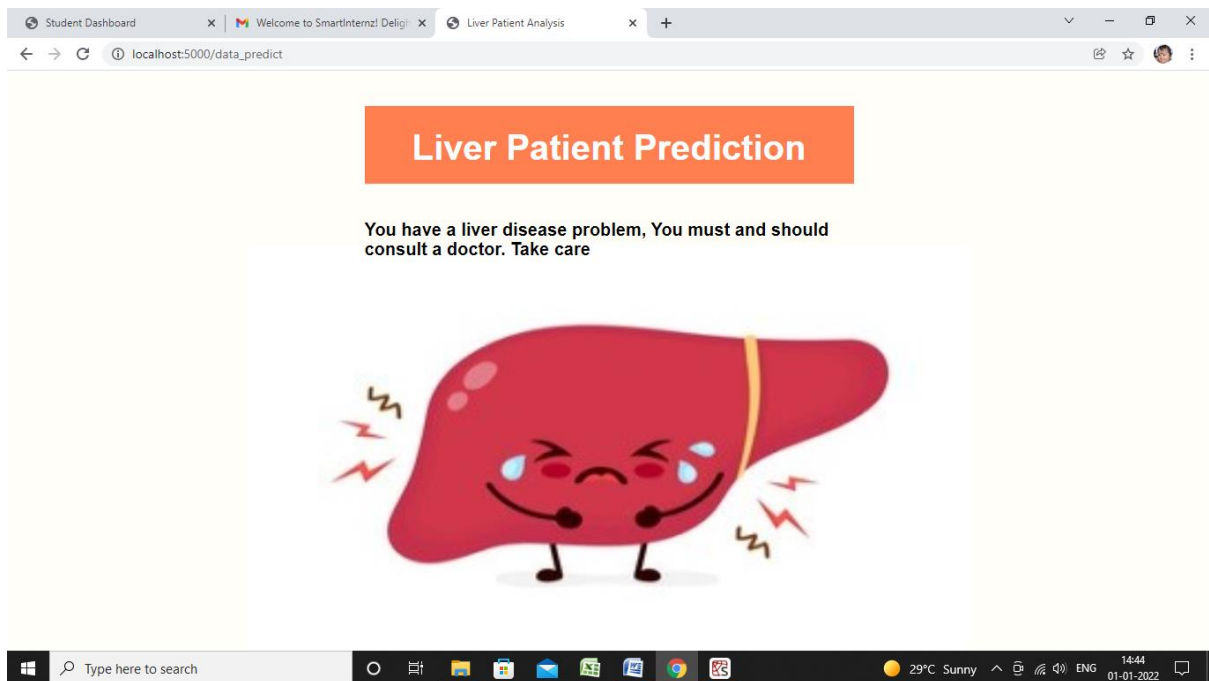 Student Dashboard
Welcome to SmartInternz! Deligh
Liver Patient Analysis
localhost:5000/data_predict
Liver Patient Prediction
You have a liver disease problem, You must and should
consult a doctor. Take care
Type here to search
29°C Sunny
ENG
14:44
01-01-2022